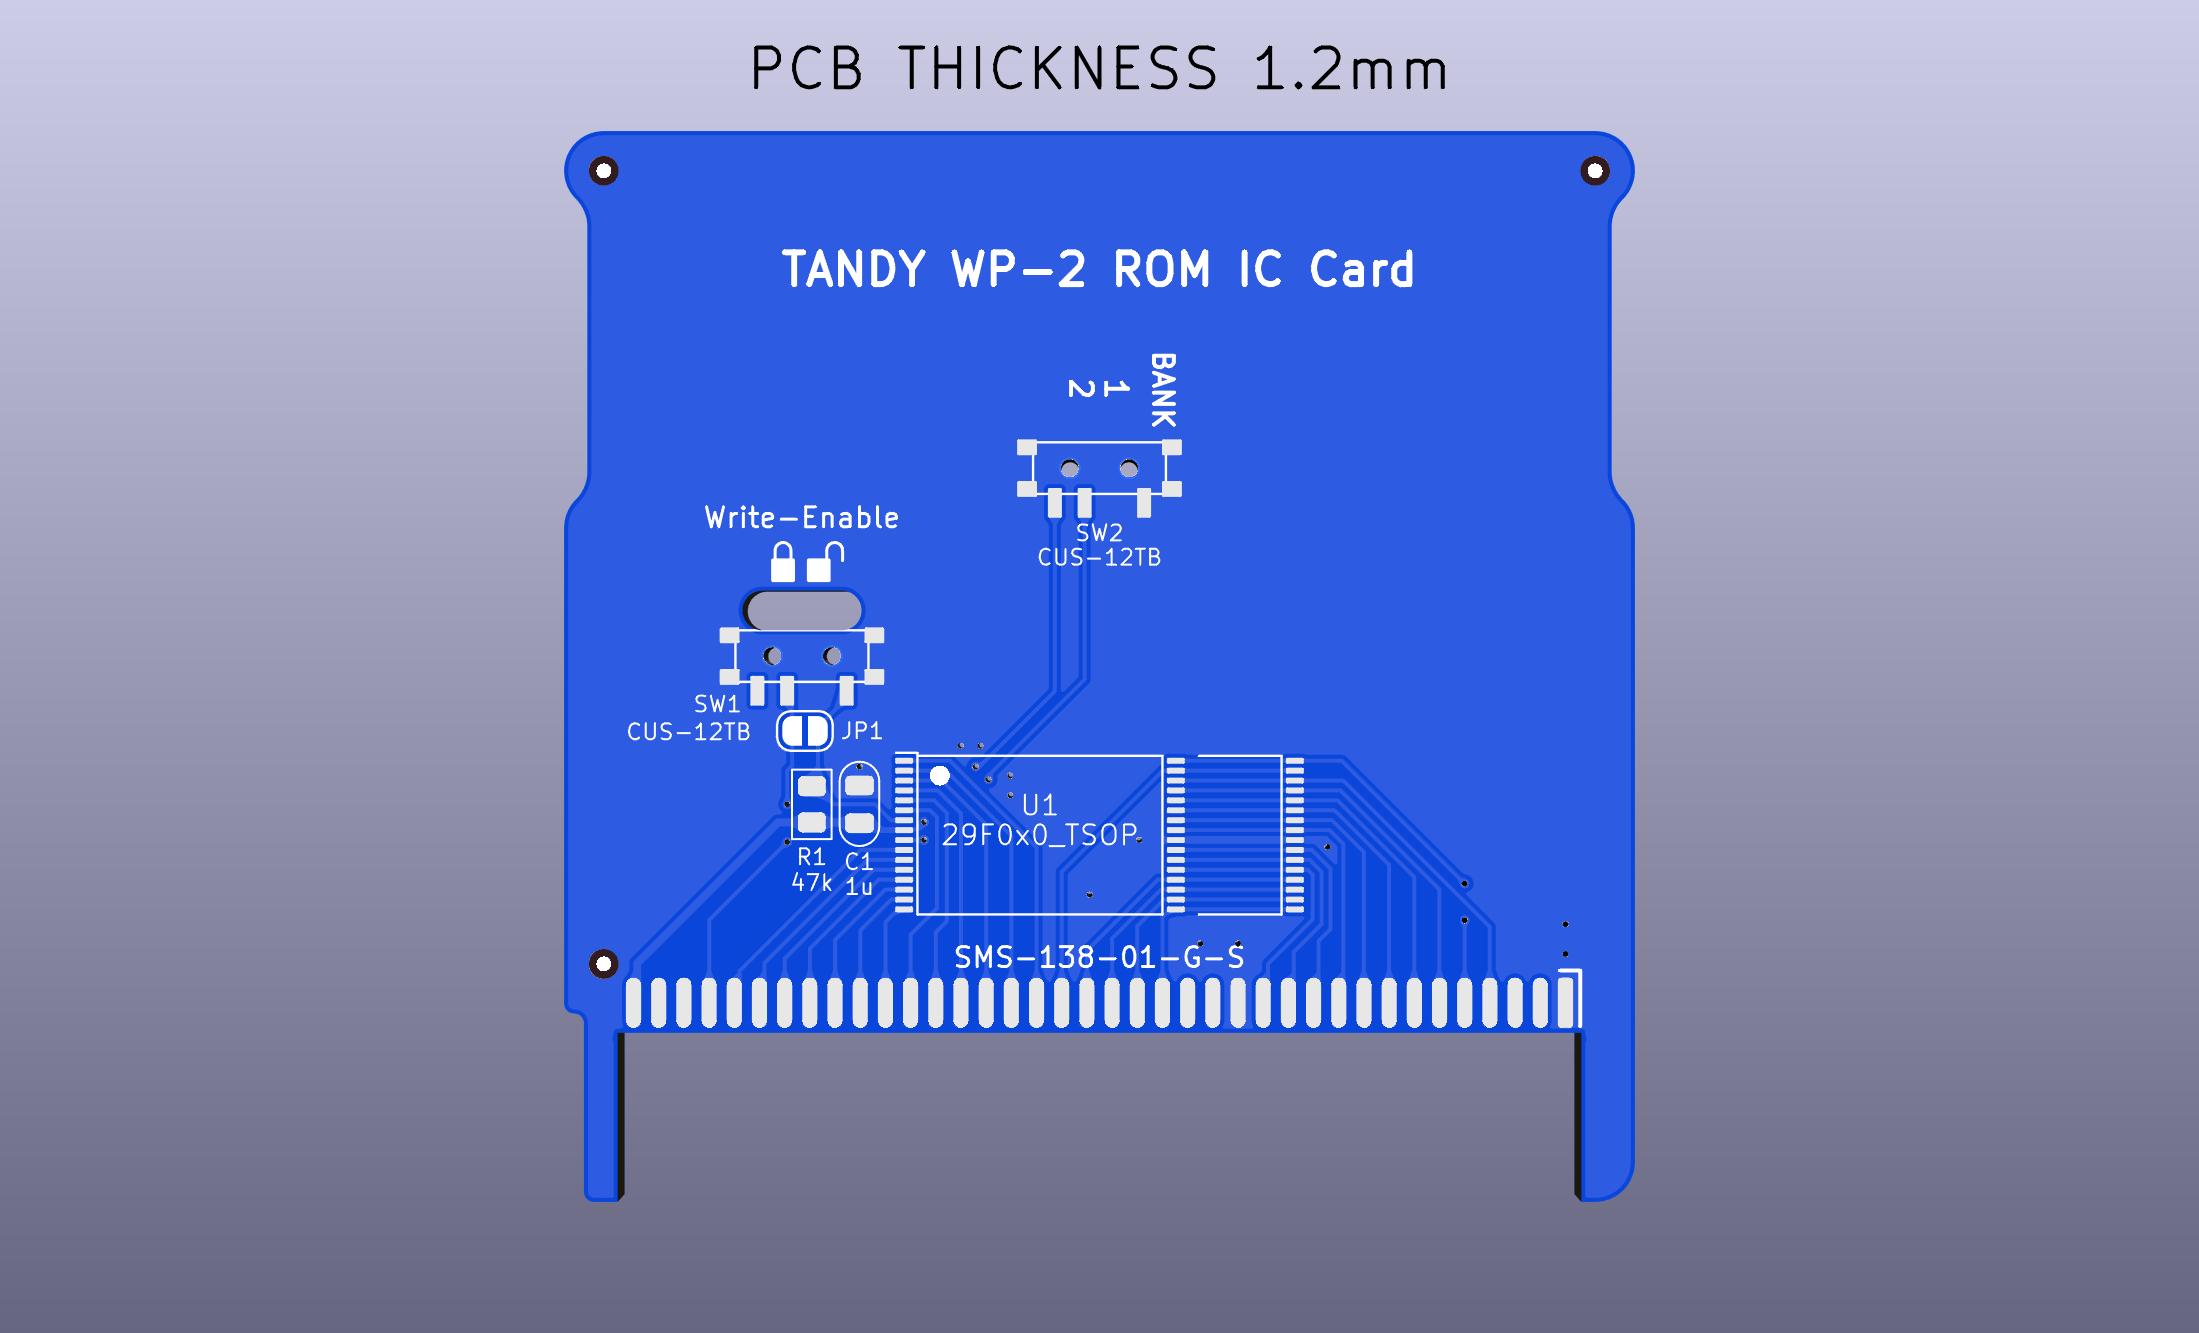 PCB THICKNESS 1.2mm
TANDY WP-2 ROM IC Card
BANK
1
2
SW2
CUS-12TB
Write-Enable
SW1
CUS-12TB
JP1
U1
29F0x0_TSOP
R1
47k
C1
1u
SMS-138-01-G-S